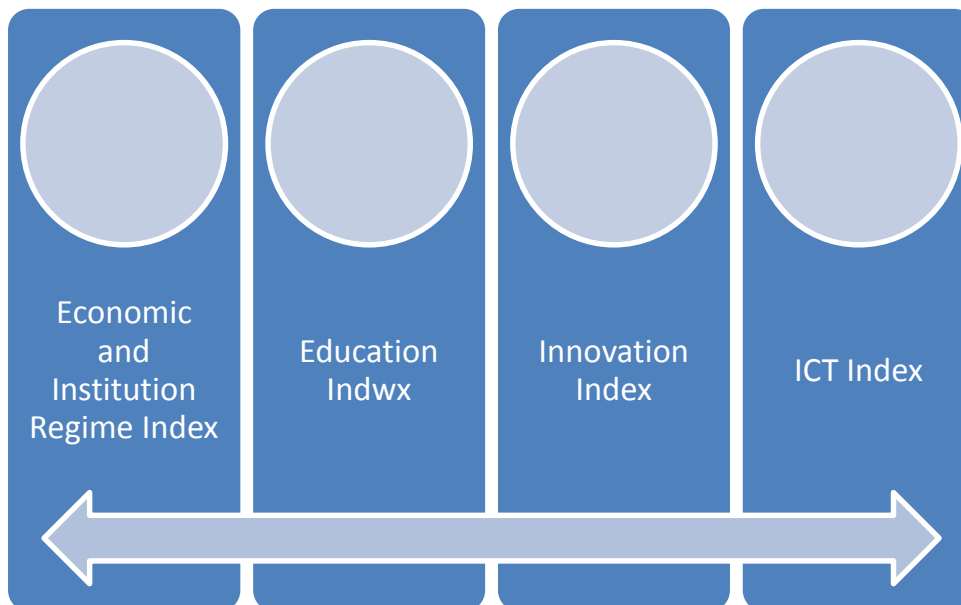 Economic
and
Institution
Regime Index
Education
Indwx
Innovation
Index
ICT Index